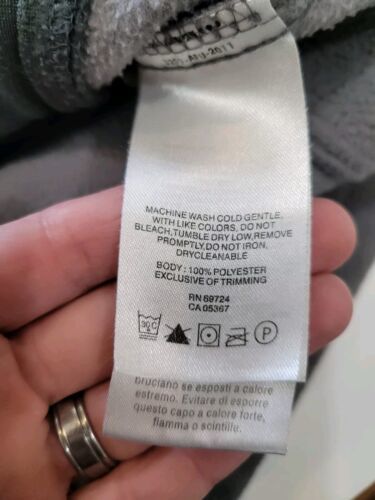 MACHINE WASH COLD GENTLE,
WITH LIKE COLORS, DO NOT
BLEACH,TUMBLE DRY LOW,REMOVE
PROMPTLY,DO NOT IRON,
DRYCLEANABLE
BODY : 100% POLYESTER
EXCLUSIVE OF TRIMMING
RN 69724
CA 05367
30 C
P
bruciano se esposti a calore
estremo. Evitare di esporre
questo capo a calore forte,
fiamma o scintille.